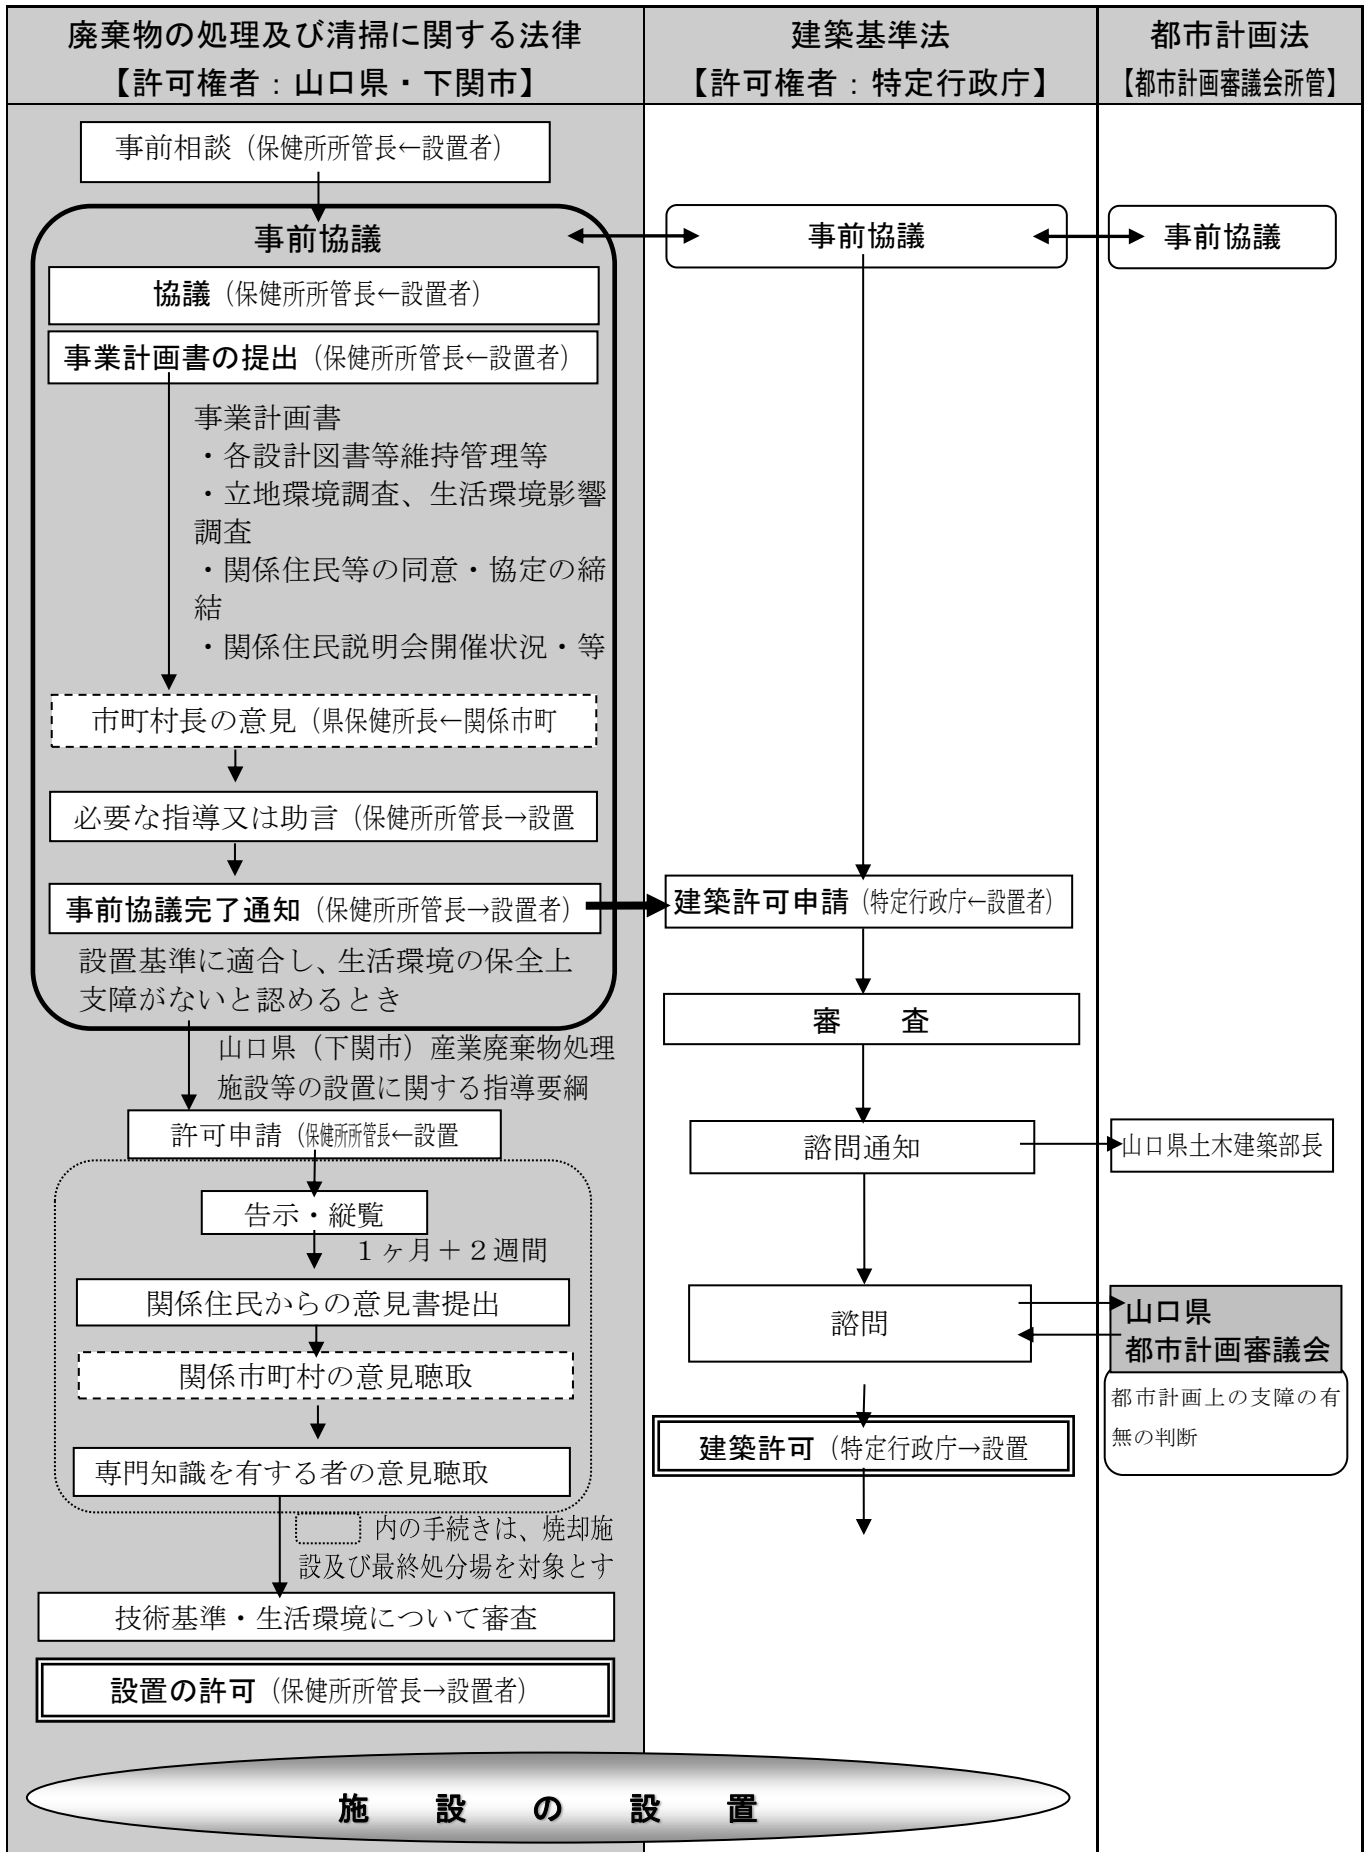 廃棄物の処理及び清掃に関する法律
【許可権者：山口県・下関市】
建築基準法
【許可権者：特定行政庁】
都市計画法
【都市計画審議会所管】
事前相談（保健所所管長←設置者）
事前協議
協議（保健所所管長←設置者）
事業計画書の提出（保健所所管長←設置者）
事業計画書
・各設計図書等維持管理等
・立地環境調査、生活環境影響
調査
・関係住民等の同意・協定の締
結
・関係住民説明会開催状況・等
市町村長の意見（県保健所長←関係市町
必要な指導又は助言（保健所所管長→設置
事前協議完了通知（保健所所管長→設置者）
設置基準に適合し、生活環境の保全上
支障がないと認めるとき
山口県（下関市）産業廃棄物処理
施設等の設置に関する指導要綱
許可申請（保健所所管長←設置
告示・縦覧
１ヶ月＋２週間
関係住民からの意見書提出
関係市町村の意見聴取
専門知識を有する者の意見聴取
内の手続きは、焼却施
設及び最終処分場を対象とす
技術基準・生活環境について審査
設置の許可（保健所所管長→設置者）
事前協議
建築許可申請（特定行政庁←設置者）
審　　査
諮問通知
諮問
建築許可（特定行政庁→設置
事前協議
山口県土木建築部長
山口県
都市計画審議会
都市計画上の支障の有
無の判断
施　設　の　設　置